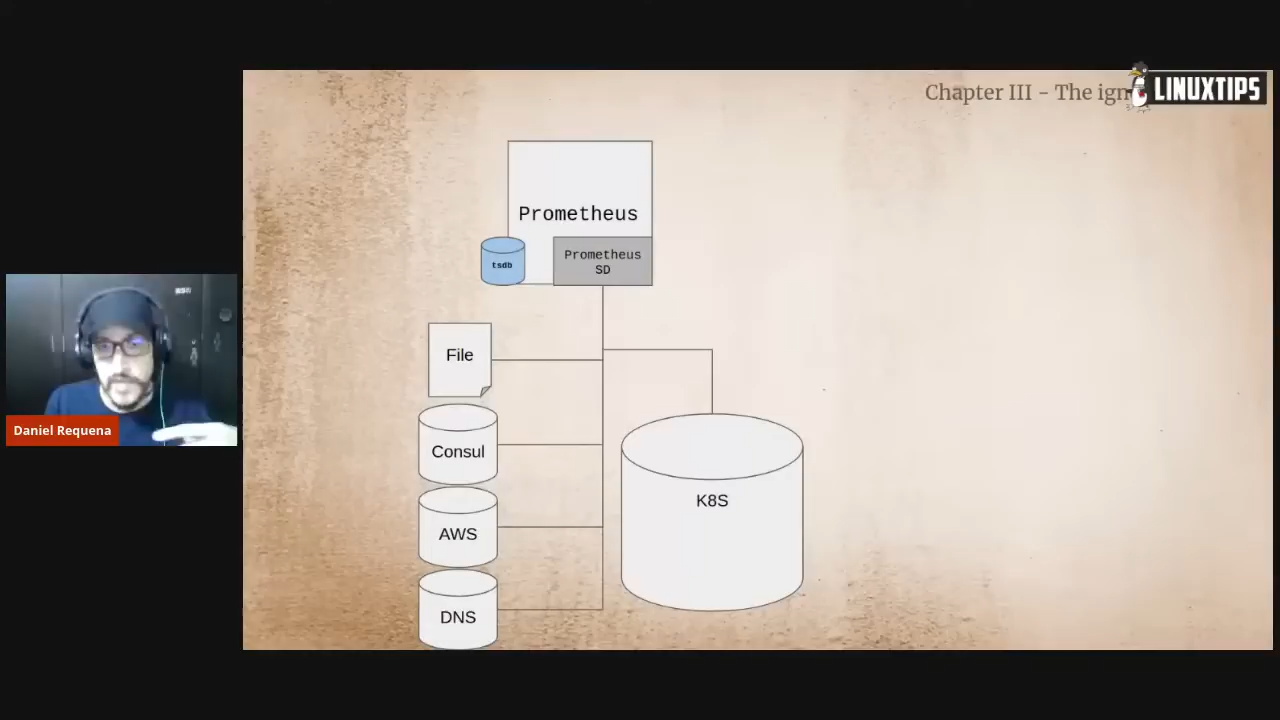 Chapter III - The ign
LINUXTIPS
Prometheus
tsdb
Prometheus
SD
File
Consul
AWS
DNS
K8S
Daniel Requena